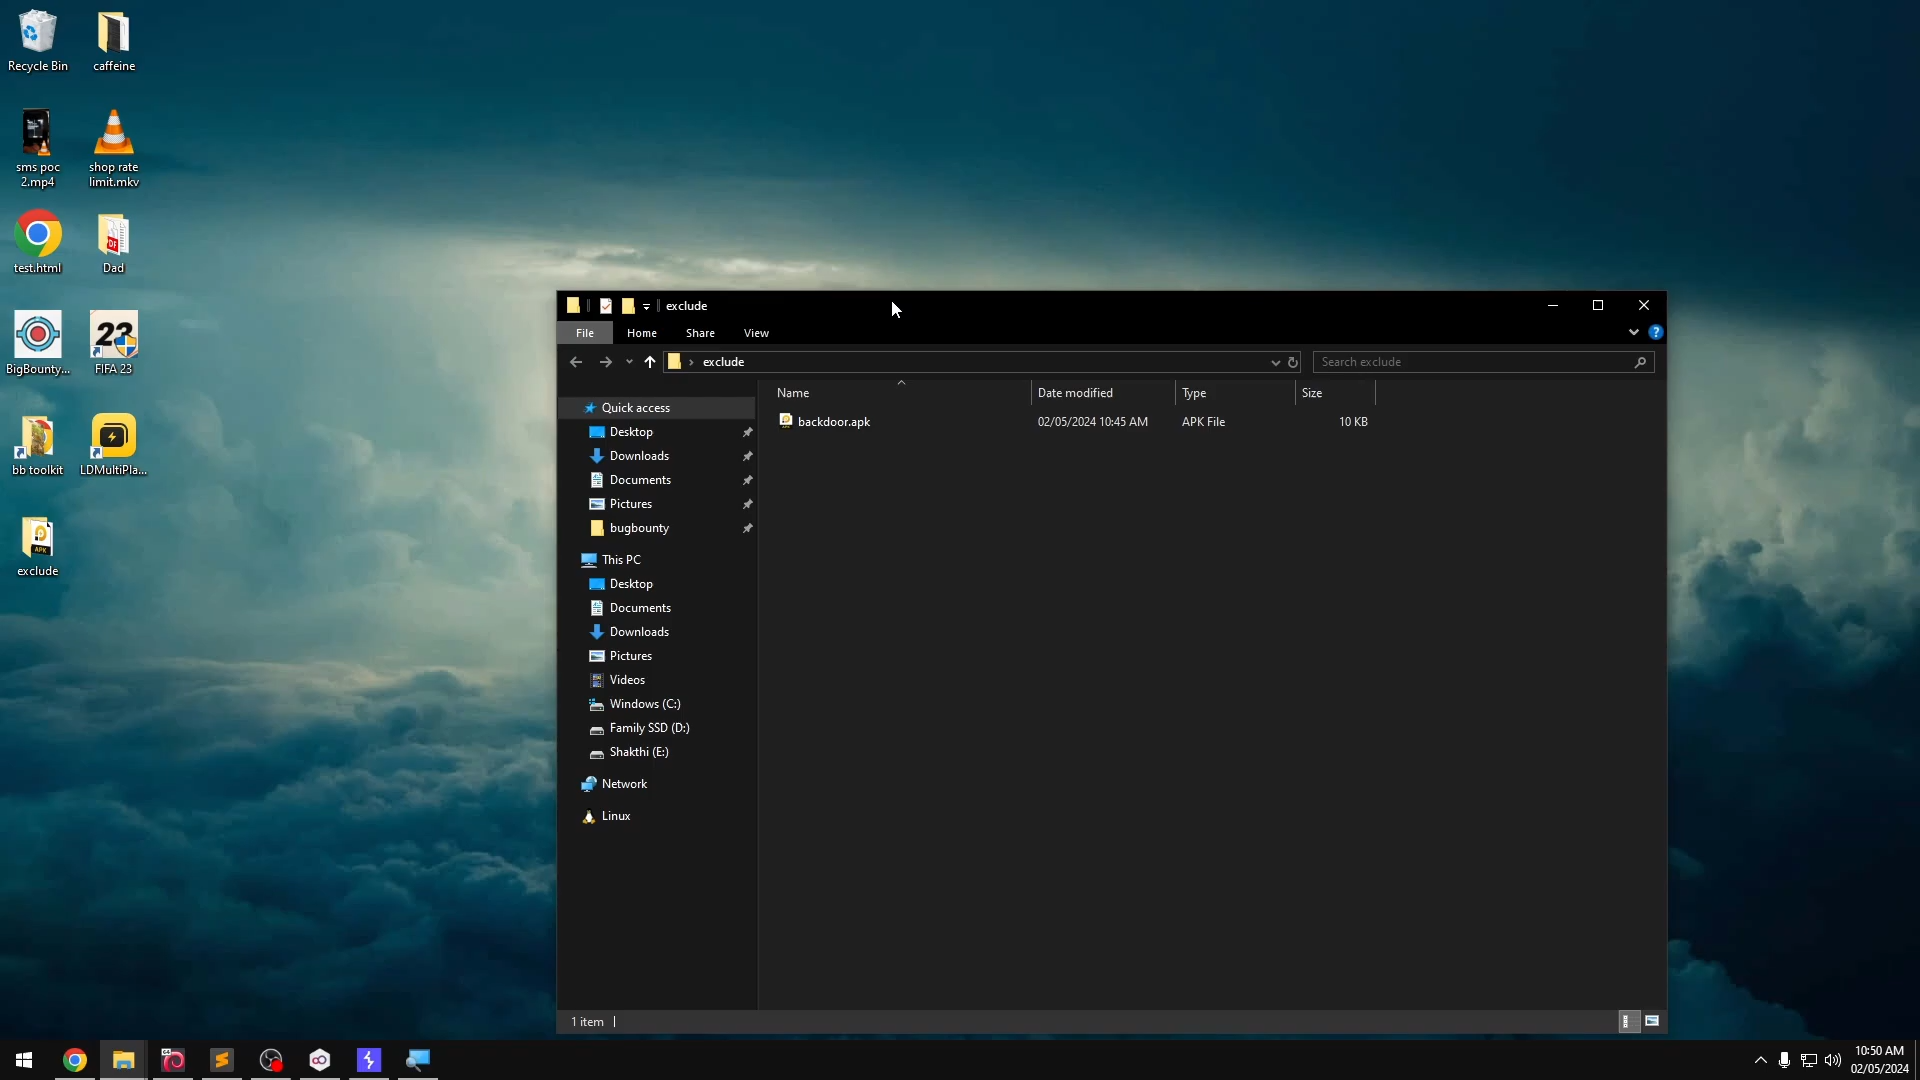 Recycle Bin
caffeine
sms poc
2.mp4
shop rate
limit.mkv
test.html
Dad
BigBounty...
23
FIFA 23
bb toolkit
LDMultiPla...
APK
exclude
exclude
File
Home
Share
View
exclude
Search exclude
Name
Date modified
Type
Size
backdoor.apk
02/05/2024 10:45 AM
APK File
10 KB
Quick access
Desktop
Downloads
Documents
Pictures
bugbounty
This PC
Desktop
Documents
Downloads
Pictures
Videos
Windows (C:)
Family SSD (D:)
Shakthi (E:)
Network
Linux
1 item
10:50 AM
02/05/2024